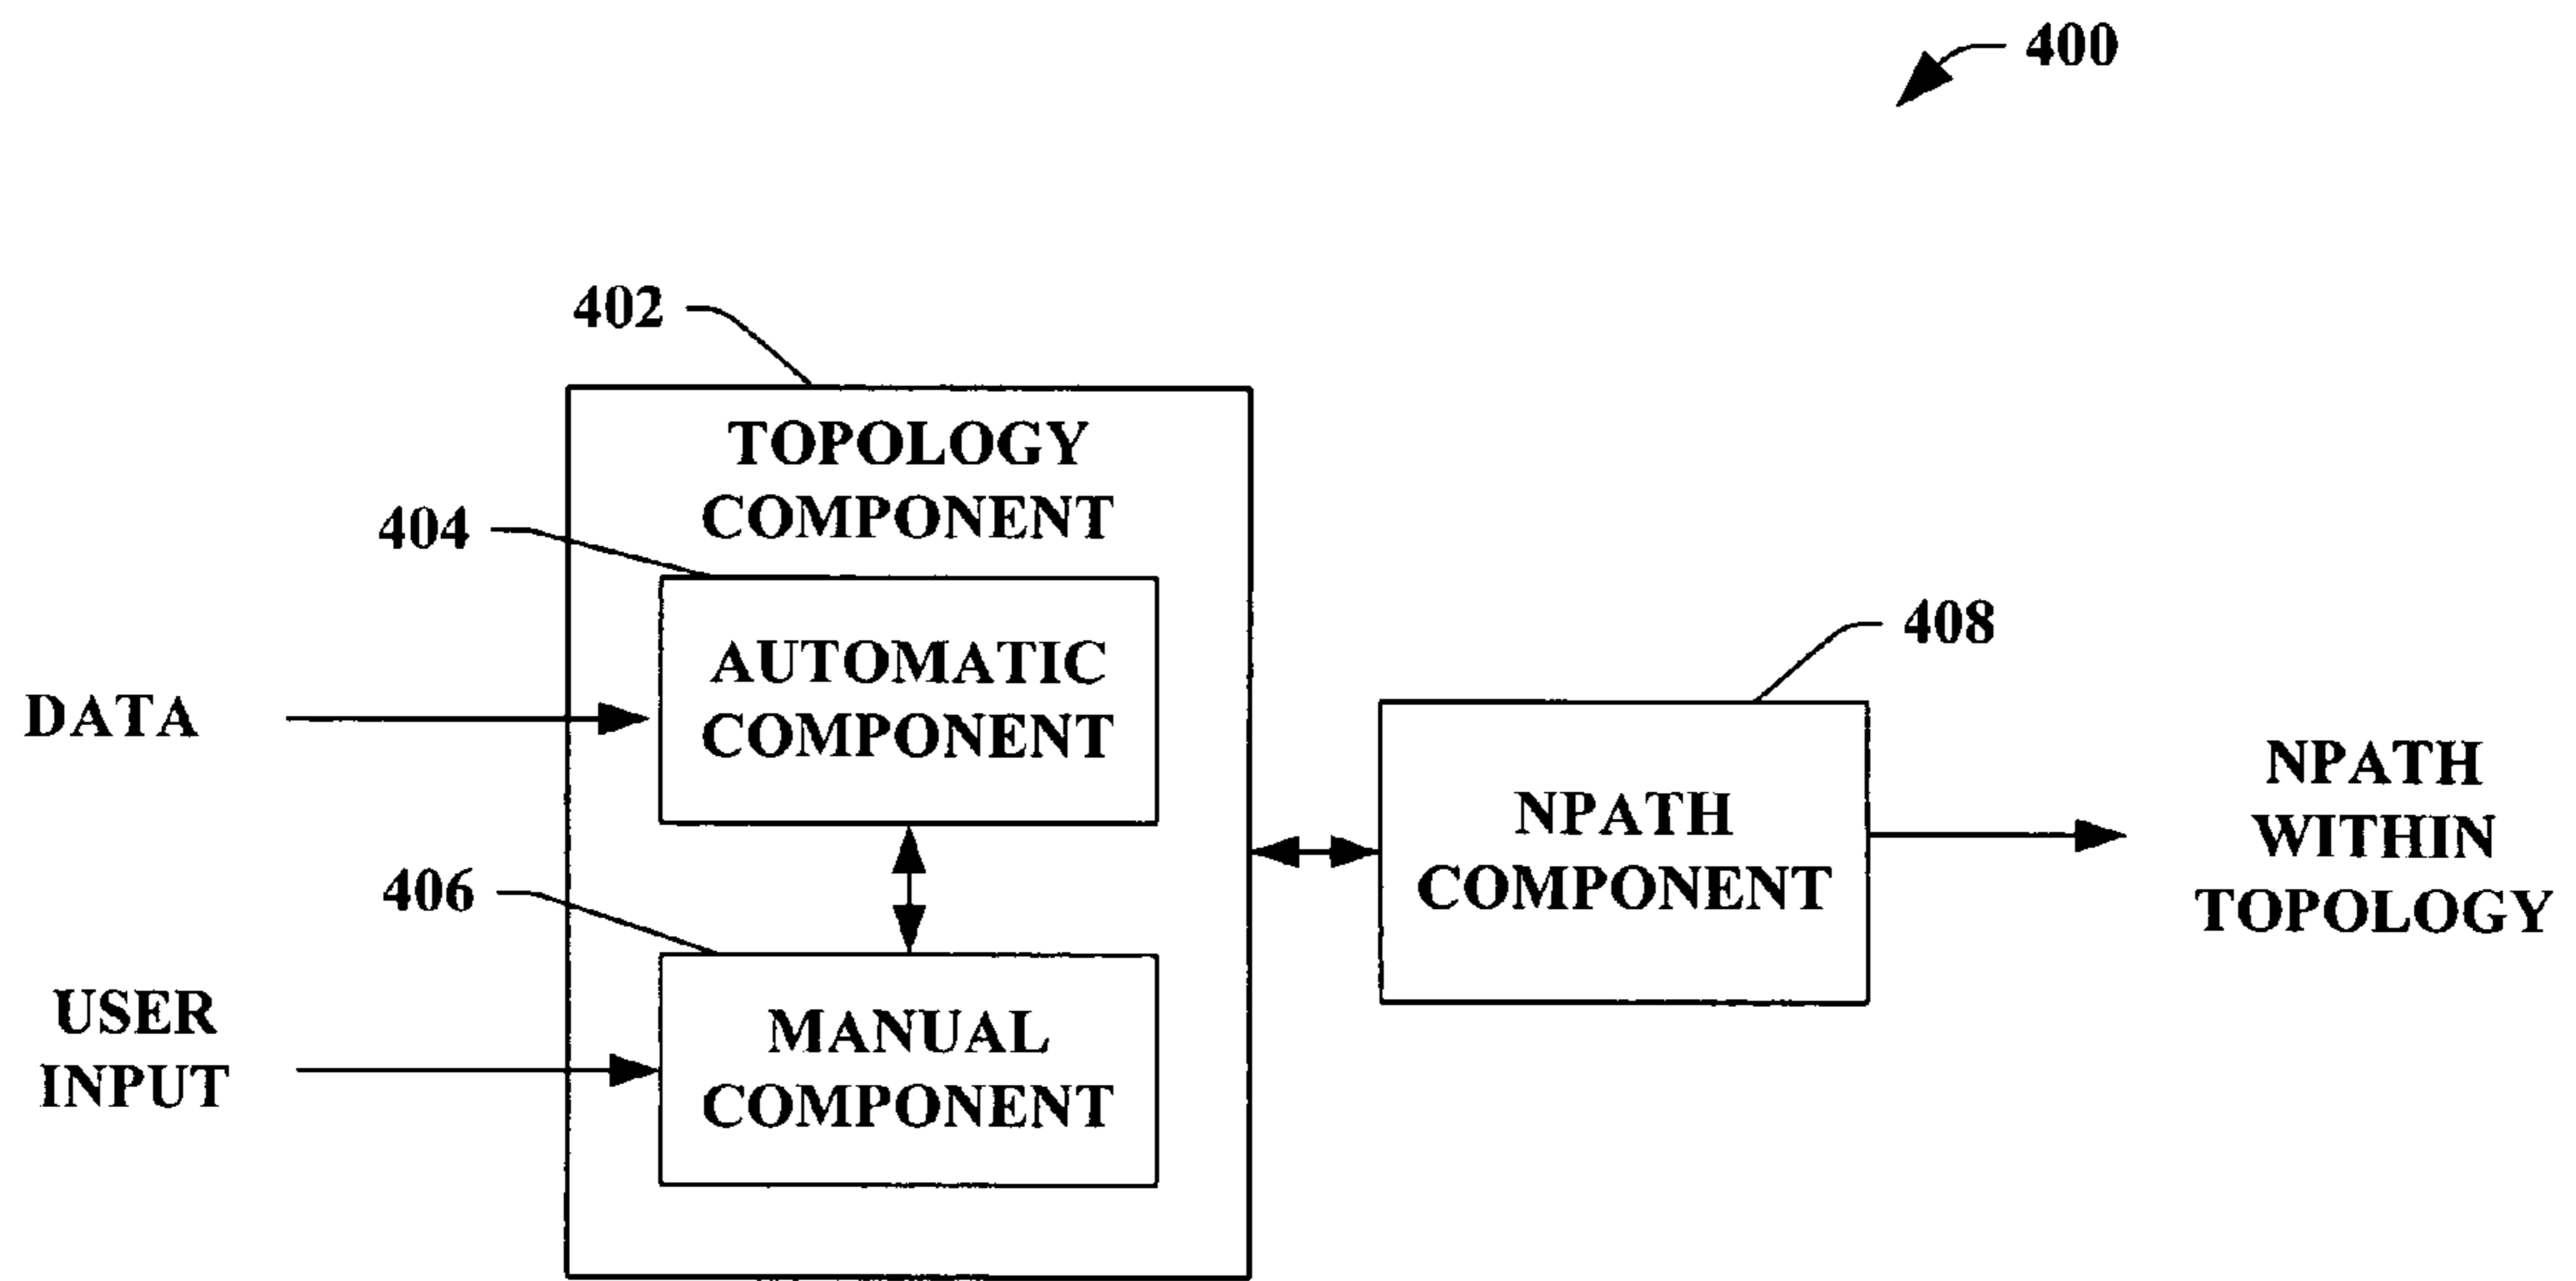 400
402
TOPOLOGY
COMPONENT
404
AUTOMATIC
COMPONENT
DATA
408
NPATH
COMPONENT
NPATH
WITHIN
TOPOLOGY
406
USER
INPUT
MANUAL
COMPONENT